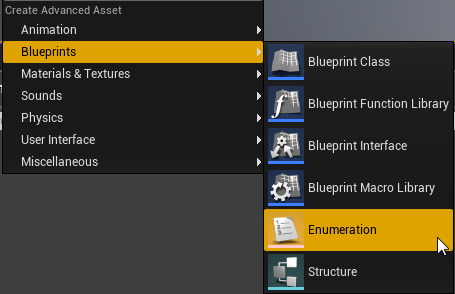 Create Advanced Asset
Animation
Blueprints
Materials & Textures
Sounds
Physics
User Interface
Miscellaneous
Blueprint Class
Blueprint Function Library
Blueprint Interface
Blueprint Macro Library
Enumeration
Structure